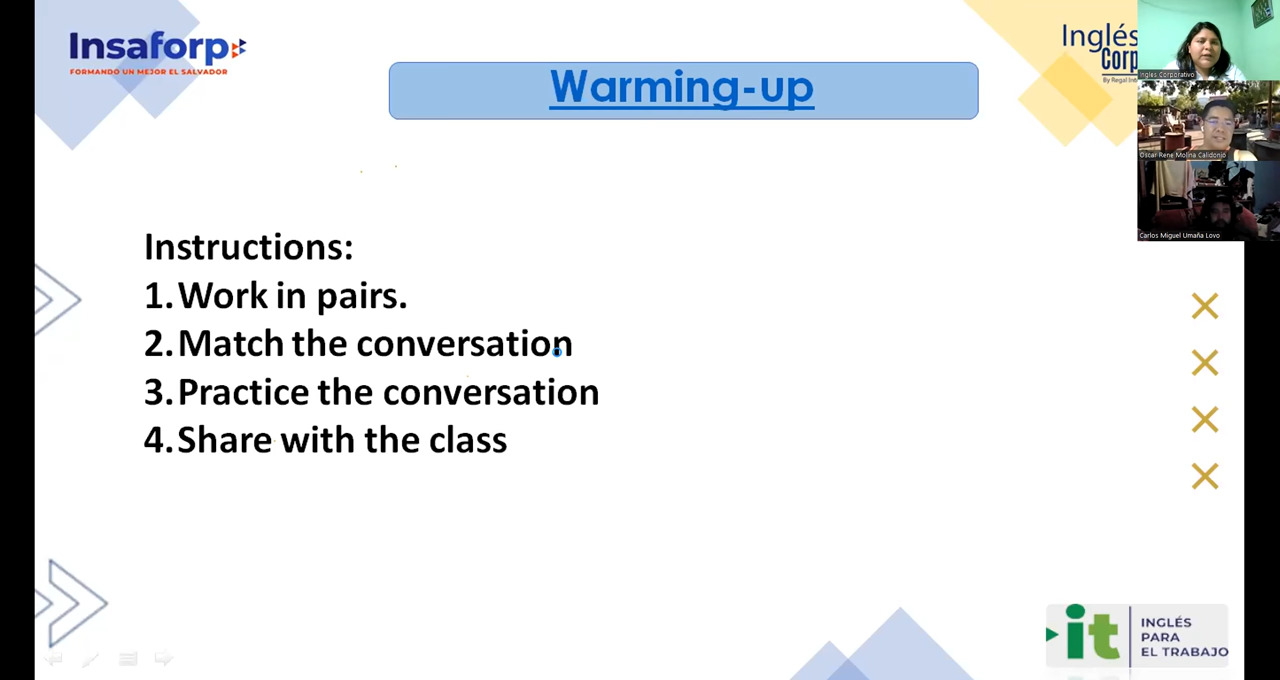 Insaforp
FORMANDO UN MEJOR EL SALVADOR
Warming-up
Inglés
Corp
By Regal Int
Ingles Corporativo
Oscar Rene Molina Calidonio
Carlos Miguel Umaña Lovo
Instructions:
1. Work in pairs.
2. Match the conversation
3. Practice the conversation
4. Share with the class
it
INGLÉS
PARA
EL TRABAJO